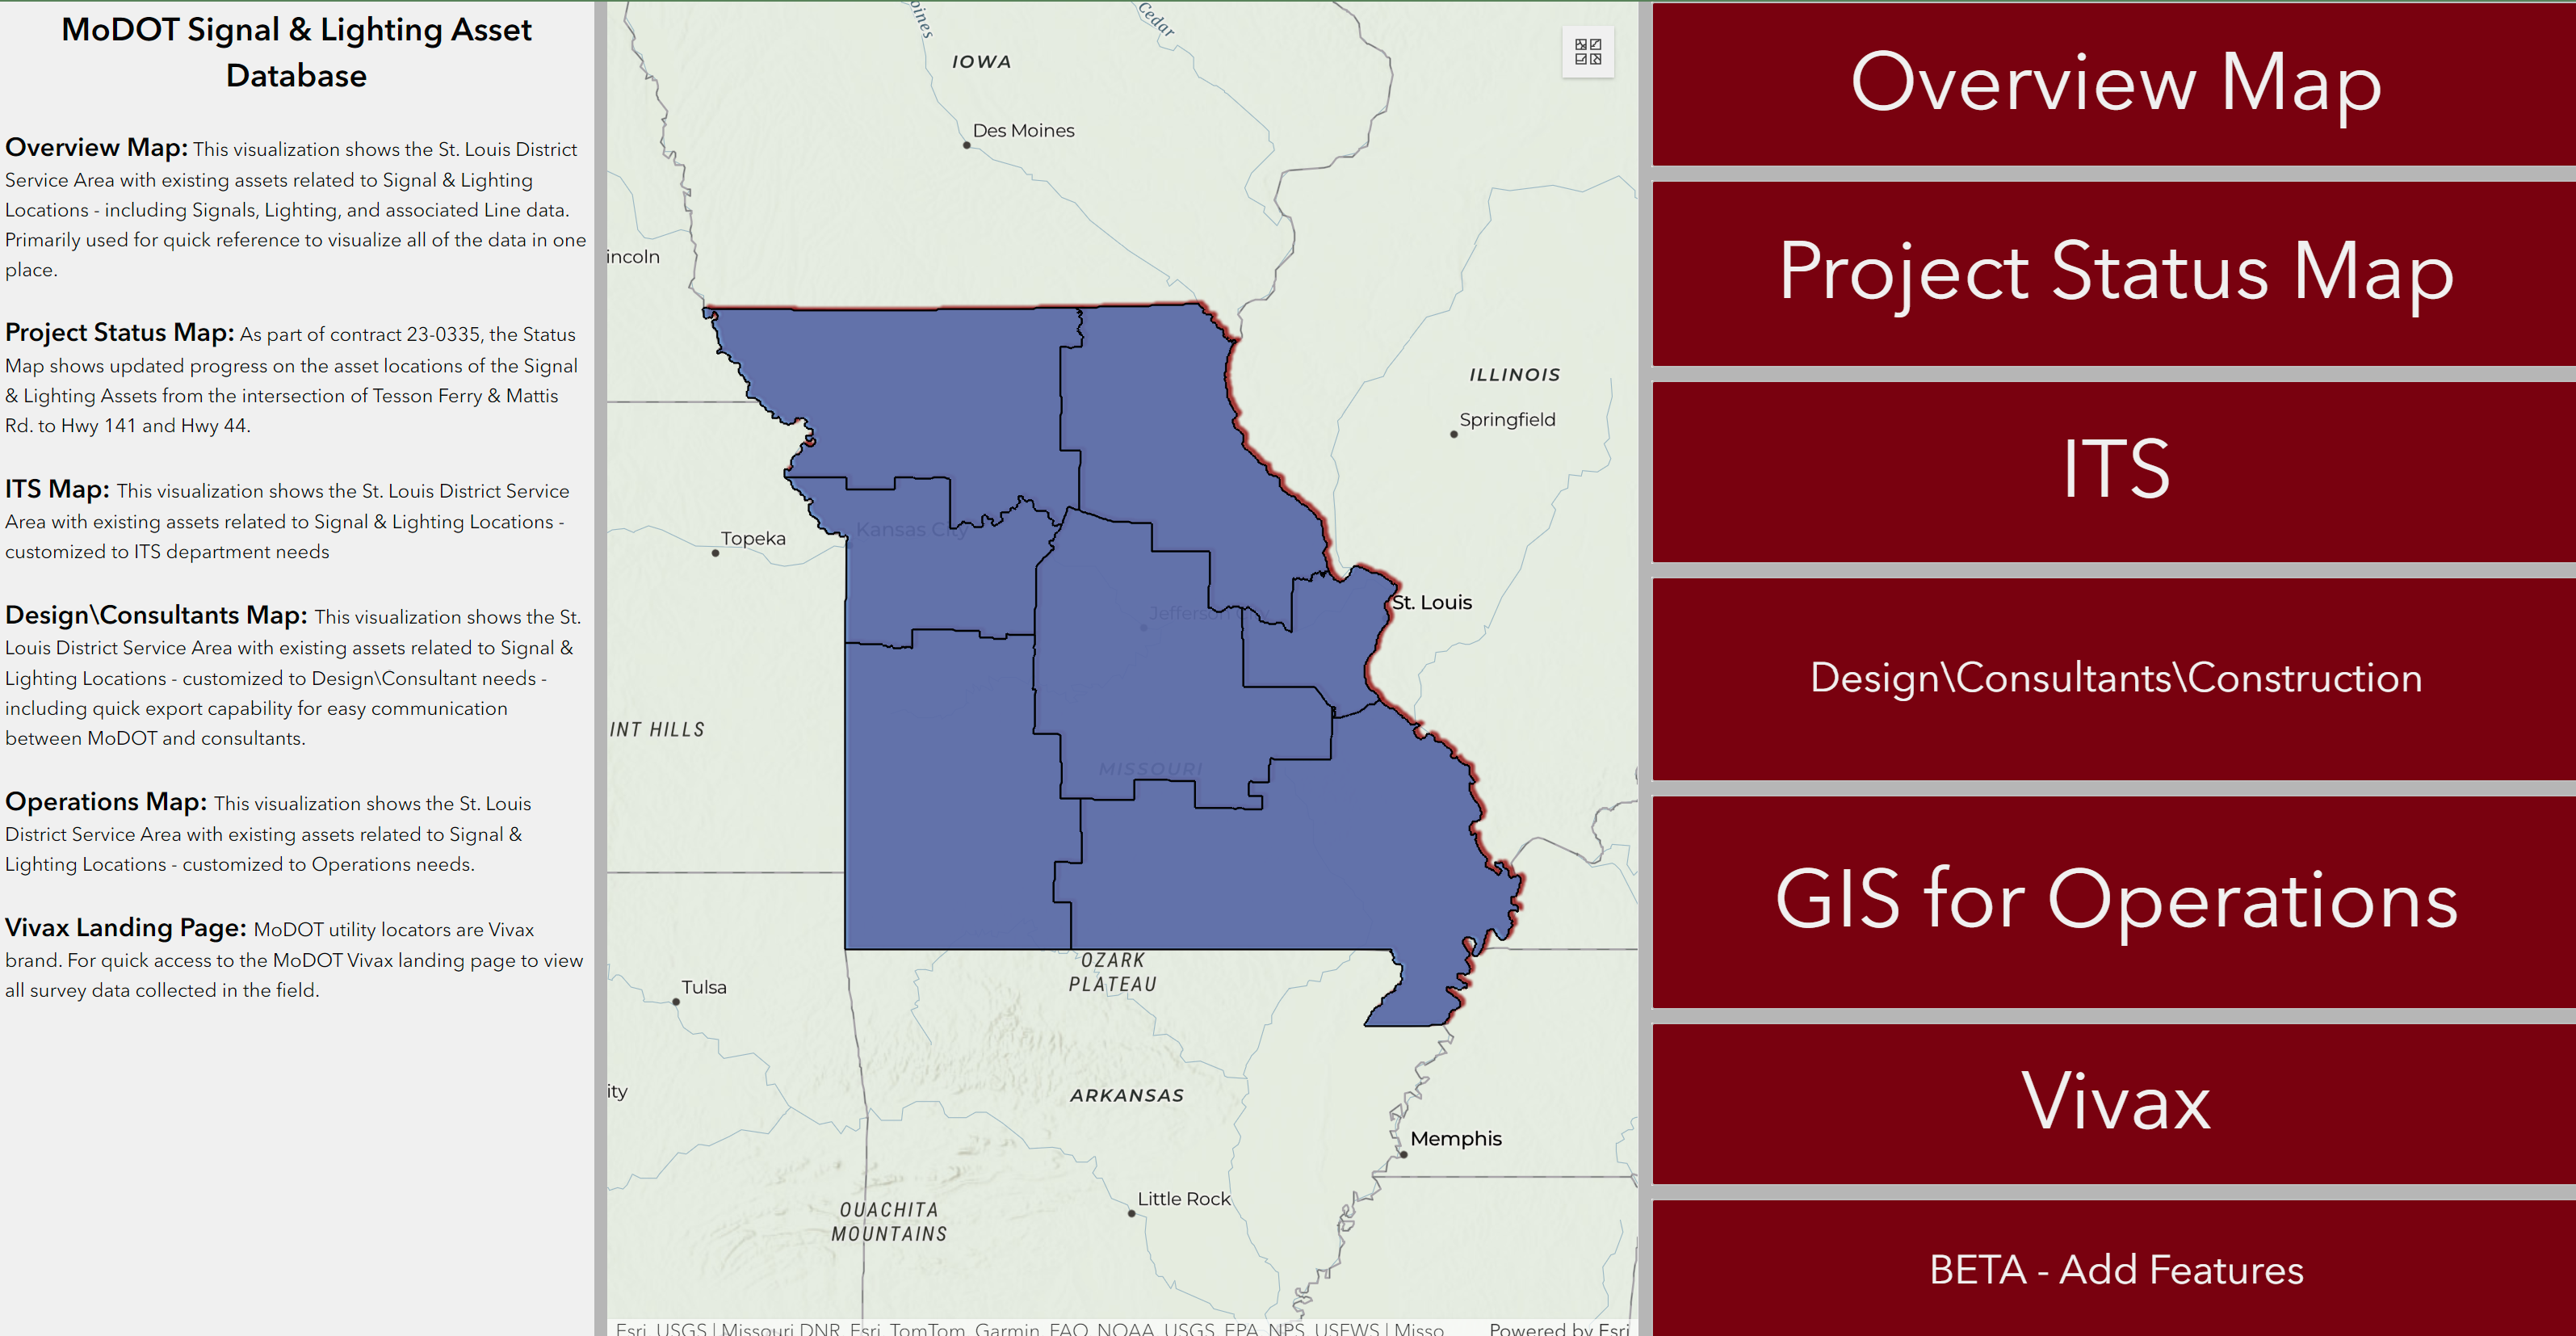 MoDOT Signal & Lighting Asset
Database
Overview Map: This visualization shows the St. Louis District
Service Area with existing assets related to Signal & Lighting
Locations - including Signals, Lighting, and associated Line data.
Primarily used for quick reference to visualize all of the data in one
place.
Project Status Map: As part of contract 23-0335, the Status
Map shows updated progress on the asset locations of the Signal
& Lighting Assets from the intersection of Tesson Ferry & Mattis
Rd. to Hwy 141 and Hwy 44.
ITS Map: This visualization shows the St. Louis District Service
Area with existing assets related to Signal & Lighting Locations -
customized to ITS department needs
Design\Consultants Map: This visualization shows the St.
Louis District Service Area with existing assets related to Signal &
Lighting Locations - customized to Design\Consultant needs -
including quick export capability for easy communication
between MoDOT and consultants.
Operations Map: This visualization shows the St. Louis
District Service Area with existing assets related to Signal &
Lighting Locations - customized to Operations needs.
Vivax Landing Page: MoDOT utility locators are Vivax
brand. For quick access to the MoDOT Vivax landing page to view
all survey data collected in the field.
oines
Cedar
IOWA
Des Moines
incoln
ILLINOIS
Springfield
Kansas City
Topeka
St. Louis
Jefferson City
INT HILLS
MISSOURI
OZARK
PLATEAU
Tulsa
ity
ARKANSAS
Memphis
Little Rock
OUACHITA
MOUNTAINS
Esri, USGS | Missouri DNR, Esri, TomTom, Garmin, FAO, NOAA, USGS, EPA, NPS, USFWS | Misso...
Powered by Esri
Overview Map
Project Status Map
ITS
Design\Consultants\Construction
GIS for Operations
Vivax
BETA - Add Features